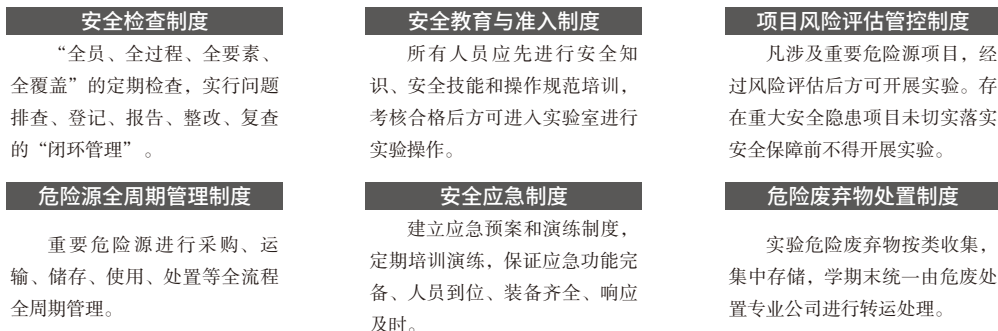 安全检查制度
“全员、全过程、全要素、
全覆盖”的定期检查，实行问题
排查、登记、报告、整改、复查
的“闭环管理”。
安全教育与准入制度
所有人员应先进行安全知
识、安全技能和操作规范培训，
考核合格后方可进入实验室进行
实验操作。
项目风险评估管控制度
凡涉及重要危险源项目，经
过风险评估后方可开展实验。存
在重大安全隐患项目未切实落实
安全保障前不得开展实验。
危险源全周期管理制度
重要危险源进行采购、运
输、储存、使用、处置等全流程
全周期管理。
安全应急制度
建立应急预案和演练制度，
定期培训演练，保证应急功能完
备、人员到位、装备齐全、响应
及时。
危险废弃物处置制度
实验危险废弃物按类收集，
集中存储，学期末统一由危废处
置专业公司进行转运处理。